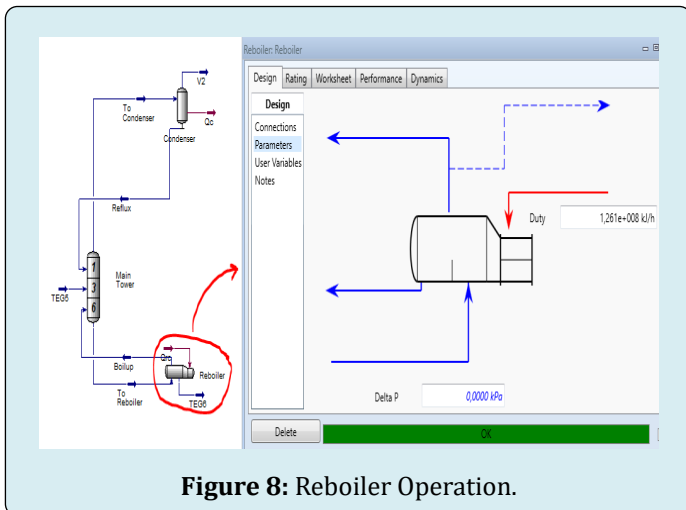 V2
To
Condenser
Qc
Condenser
Reflux
1
3
6
Main
Tower
TEG5
Boilup
Reboiler
To
Reboiler
TEG6
Reboiler: Reboiler
Design Rating Worksheet Performance Dynamics
Design
Connections
Parameters
User Variables
Notes
Duty 1,261e+008 kJ/h
Delta P 0,0000 kPa
Delete OK
Figure 8: Reboiler Operation.